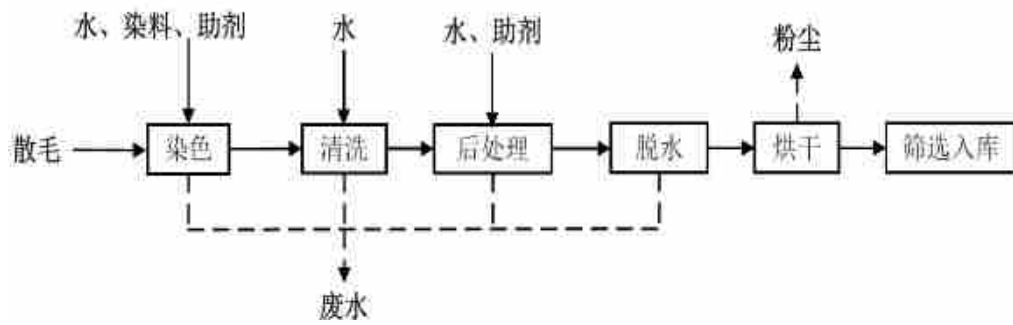 水、染料、助剂
水
水、助剂
粉尘
散毛
染色
清洗
后处理
脱水
烘干
筛选入库
废水